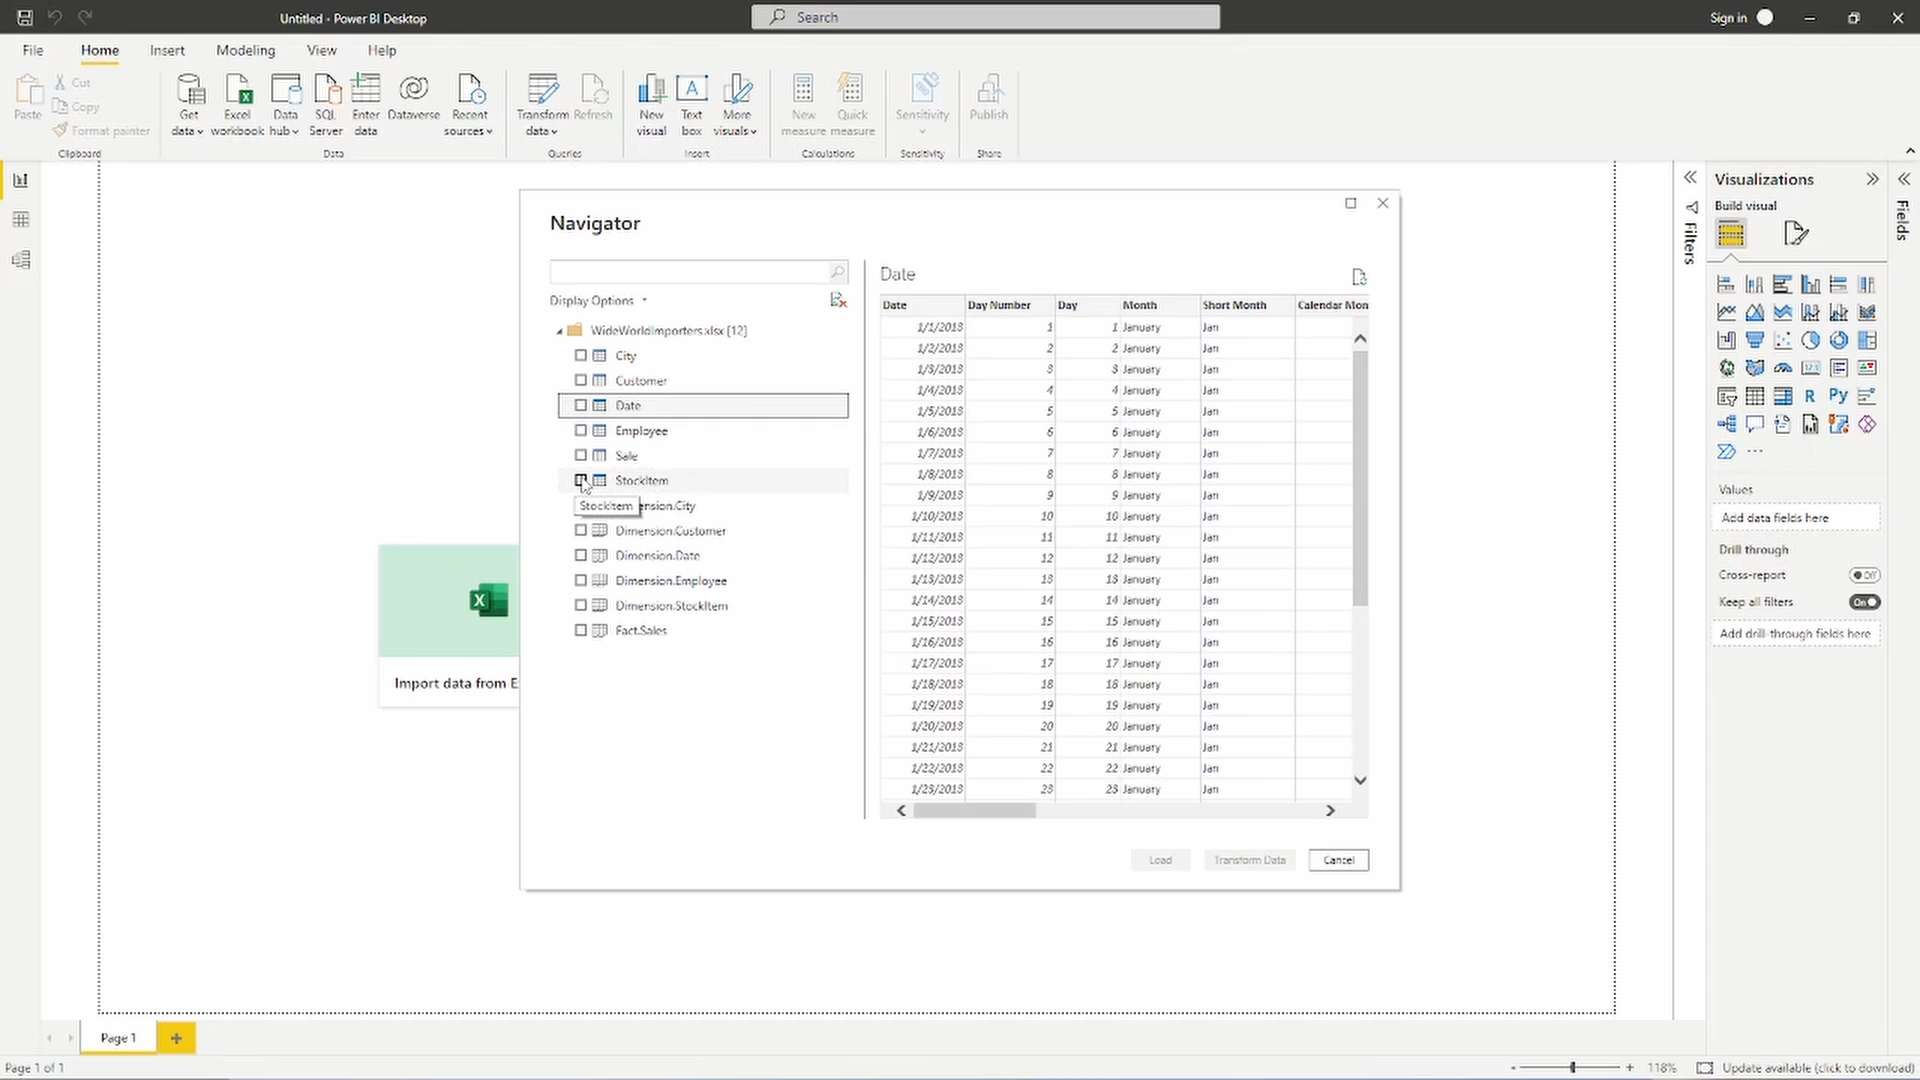 Untitled - Power BI Desktop
Search
Sign in
File
Home
Insert
Modeling
View
Help
Paste
Cut
Copy
Format painter
Clipboard
Get data
Excel workbook
Data hub
SQL Server
Enter data
Dataverse
Recent sources
Data
Transform data
Refresh
Queries
New visual
Text box
More visuals
Insert
New measure
Quick measure
Calculations
Sensitivity
Sensitivity
Publish
Share
Navigator
Display Options
WideWorldImporters.xlsx [12]
City
Customer
Date
Employee
Sale
StockItem
StockItem
ension.City
Dimension.Customer
Dimension.Date
Dimension.Employee
Dimension.StockItem
Fact.Sales
Date
Date Day Number Day Month Short Month Calendar Mon
1/1/2013 1 1 January Jan
1/2/2013 2 2 January Jan
1/3/2013 3 3 January Jan
1/4/2013 4 4 January Jan
1/5/2013 5 5 January Jan
1/6/2013 6 6 January Jan
1/7/2013 7 7 January Jan
1/8/2013 8 8 January Jan
1/9/2013 9 9 January Jan
1/10/2013 10 10 January Jan
1/11/2013 11 11 January Jan
1/12/2013 12 12 January Jan
1/13/2013 13 13 January Jan
1/14/2013 14 14 January Jan
1/15/2013 15 15 January Jan
1/16/2013 16 16 January Jan
1/17/2013 17 17 January Jan
1/18/2013 18 18 January Jan
1/19/2013 19 19 January Jan
1/20/2013 20 20 January Jan
1/21/2013 21 21 January Jan
1/22/2013 22 22 January Jan
1/23/2013 23 23 January Jan
Load
Transform Data
Cancel
X
Import data from E
Filters
Visualizations
Build visual
123
R
Py
Values
Add data fields here
Drill through
Cross-report
Off
Keep all filters
On
Add drill-through fields here
Fields
Page 1
Page 1 of 1
118%
Update available (click to download)